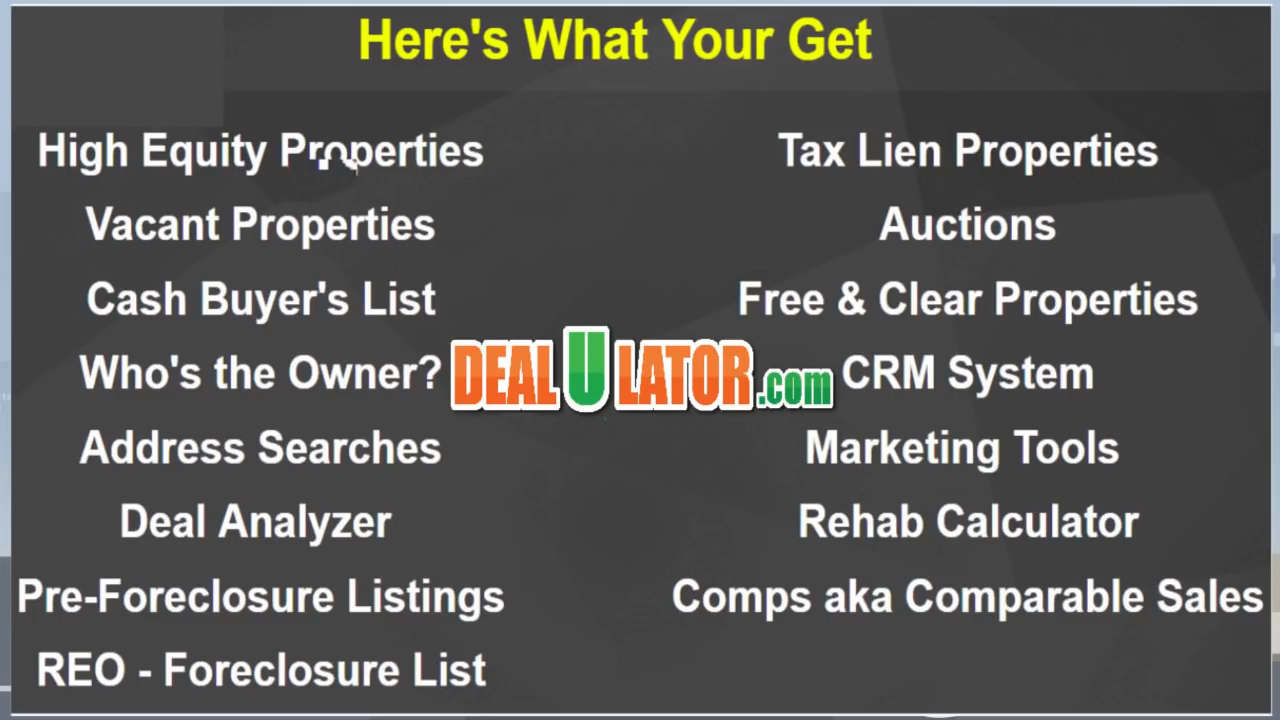 Here's What Your Get
High Equity Properties
Vacant Properties
Cash Buyer's List
Who's the Owner?
Address Searches
Deal Analyzer
Pre-Foreclosure Listings
REO - Foreclosure List
DEALULATOR.com
Tax Lien Properties
Auctions
Free & Clear Properties
CRM System
Marketing Tools
Rehab Calculator
Comps aka Comparable Sales